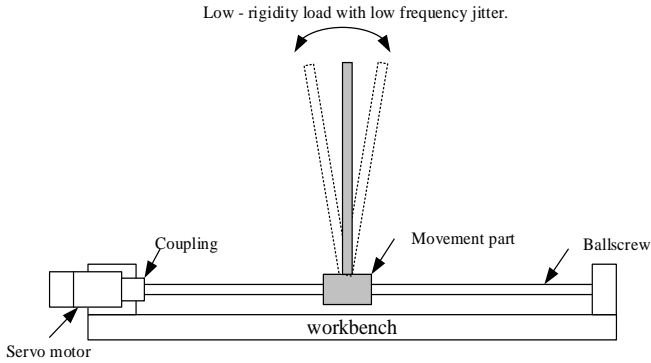 Low - rigidity load with low frequency jitter.
Coupling
Movement part
Ballscrew
workbench
Servo motor